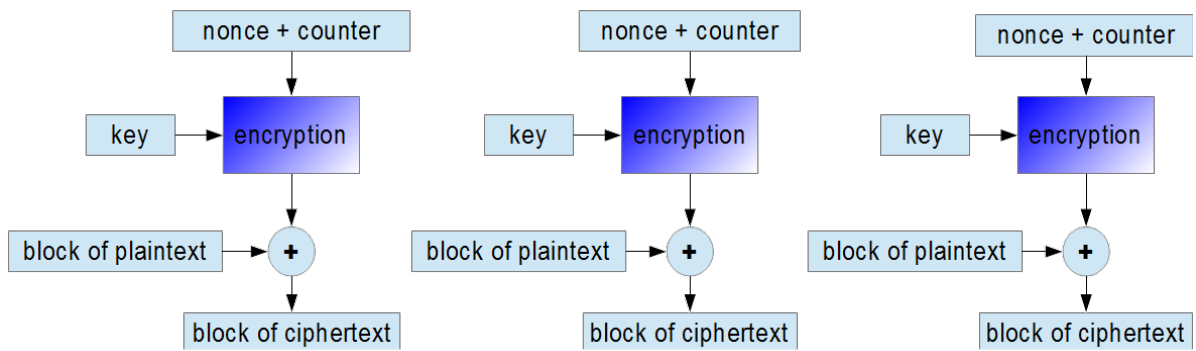 nonce + counter
nonce + counter
nonce + counter
key
encryption
key
encryption
key
encryption
block of plaintext
+
block of plaintext
+
block of plaintext
+
block of ciphertext
block of ciphertext
block of ciphertext